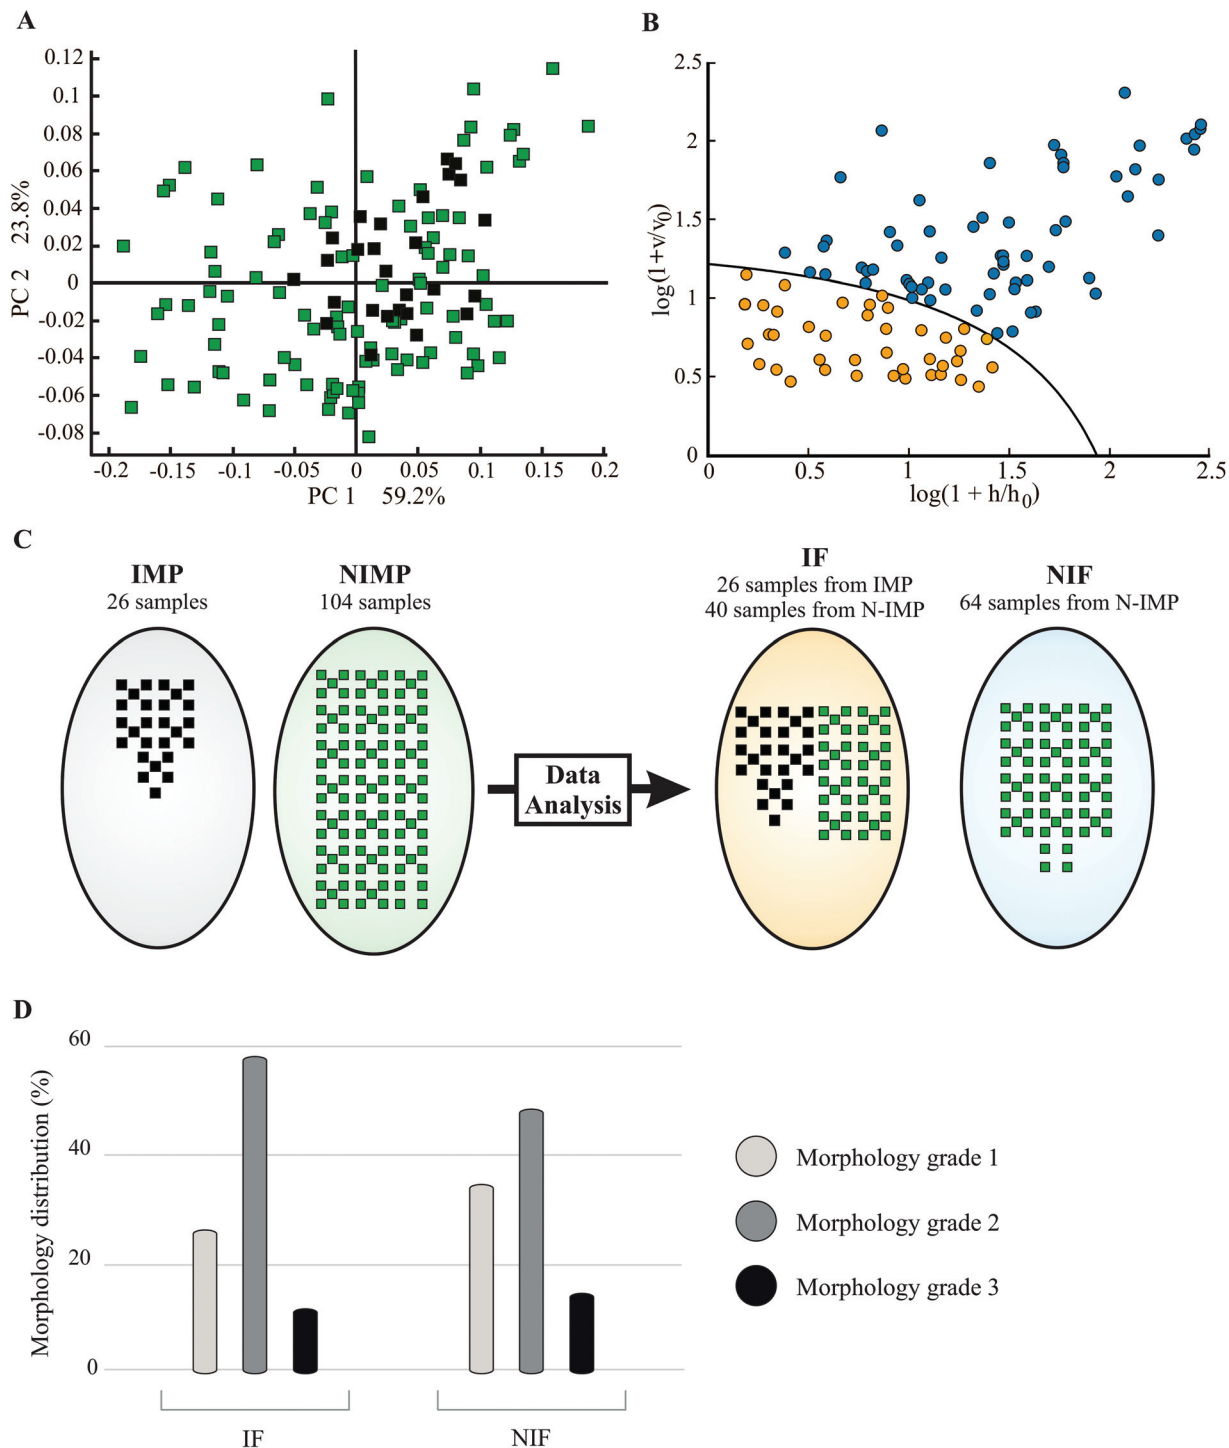 A
0.12
0.1
0.08
0.06
0.04
0.02
0
-0.02
-0.04
-0.06
-0.08
PC 2 23.8%
-0.2 -0.15 -0.1 -0.05 0 0.05 0.1 0.15 0.2
PC 1 59.2%
B
2.5
2
1.5
1
0.5
0
log(1+v/v0)
0 0.5 1 1.5 2 2.5
log(1 + h/h0)
C
IMP
26 samples
NIMP
104 samples
Data
Analysis
IF
26 samples from IMP
40 samples from N-IMP
NIF
64 samples from N-IMP
D
60
40
20
0
Morphology distribution (%)
IF
NIF
Morphology grade 1
Morphology grade 2
Morphology grade 3